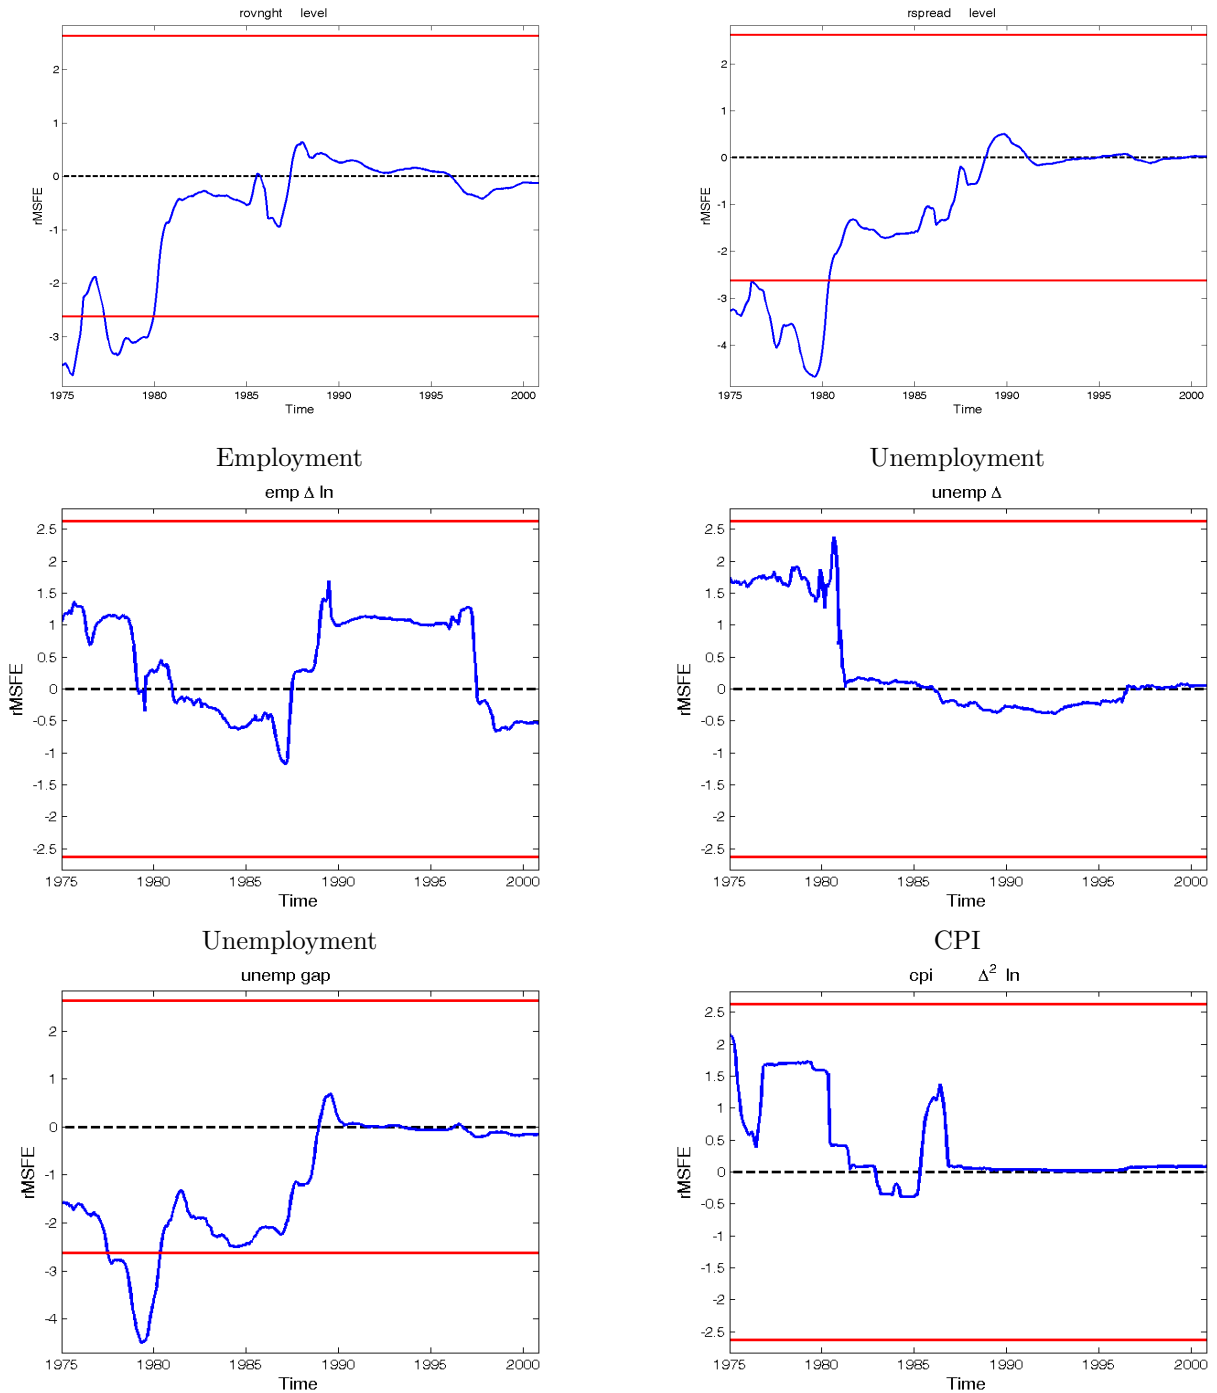 rovnght level
rspread level
2
1
0
-1
-2
-3
rMSFE
1975 1980 1985 1990 1995 2000
Time
2
1
0
-1
-2
-3
-4
rMSFE
1975 1980 1985 1990 1995 2000
Time
Employment
emp Δ ln
2.5
2
1.5
1
0.5
0
-0.5
-1
-1.5
-2
-2.5
rMSFE
1975 1980 1985 1990 1995 2000
Time
Unemployment
unemp Δ
2.5
2
1.5
1
0.5
0
-0.5
-1
-1.5
-2
-2.5
rMSFE
1975 1980 1985 1990 1995 2000
Time
Unemployment
unemp gap
2
1
0
-1
-2
-3
-4
rMSFE
1975 1980 1985 1990 1995 2000
Time
CPI
cpi Δ² ln
2.5
2
1.5
1
0.5
0
-0.5
-1
-1.5
-2
-2.5
rMSFE
1975 1980 1985 1990 1995 2000
Time